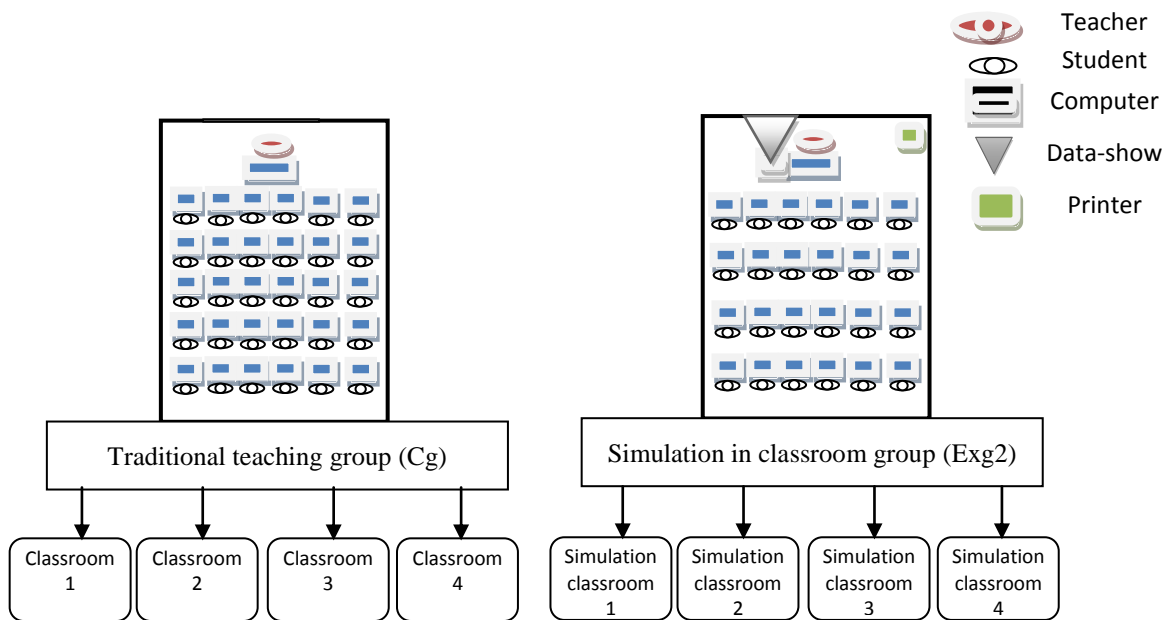 Teacher
Student
Computer
Data-show
Printer
Traditional teaching group (Cg)
Simulation in classroom group (Exg2)
Classroom
1
Classroom
2
Classroom
3
Classroom
4
Simulation
classroom
1
Simulation
classroom
2
Simulation
classroom
3
Simulation
classroom
4